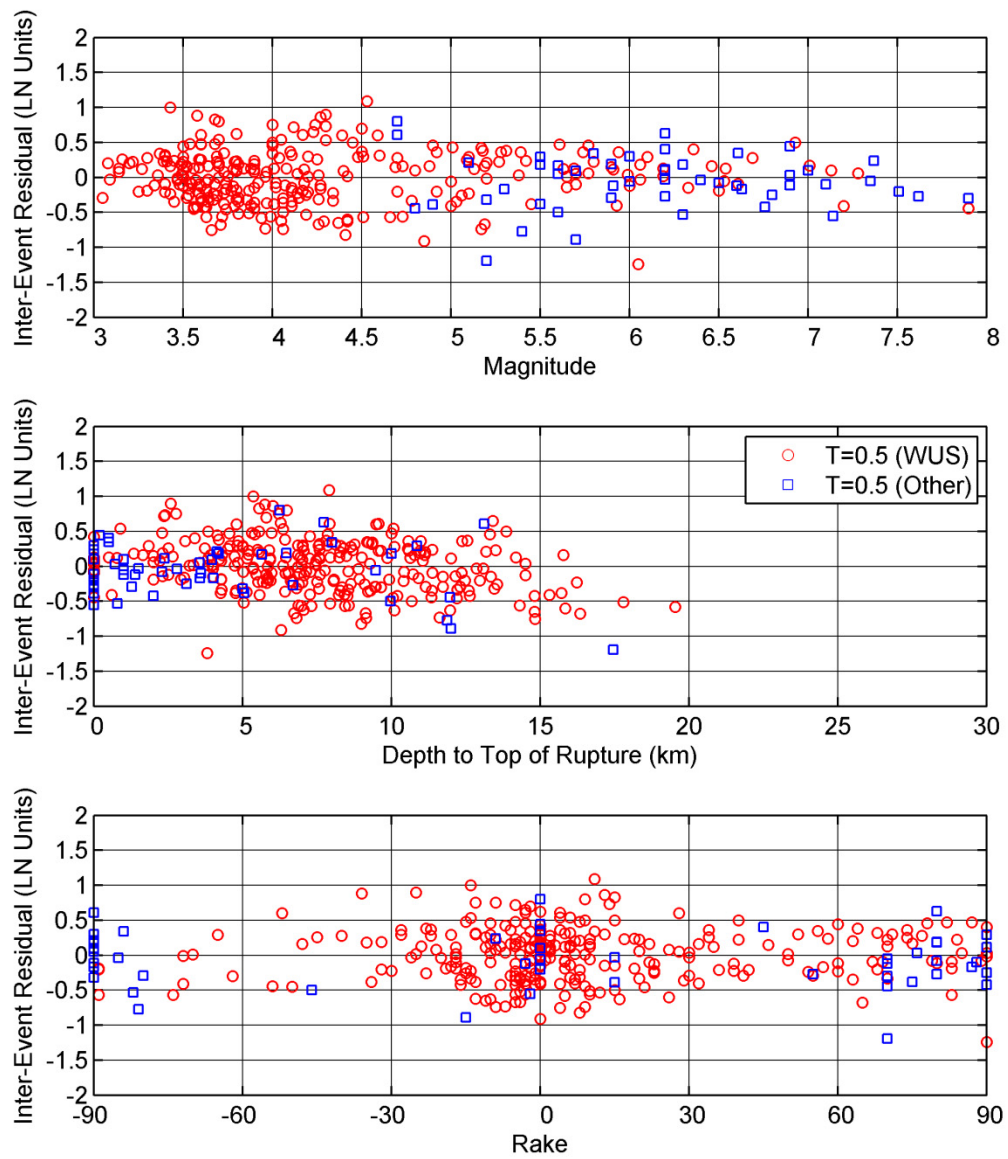 2
1.5
1
0.5
0
-0.5
-1
-1.5
-2
Inter-Event Residual (LN Units)
3 3.5 4 4.5 5 5.5 6 6.5 7 7.5 8
Magnitude
2
1.5
1
0.5
0
-0.5
-1
-1.5
-2
Inter-Event Residual (LN Units)
T=0.5 (WUS)
T=0.5 (Other)
0 5 10 15 20 25 30
Depth to Top of Rupture (km)
2
1.5
1
0.5
0
-0.5
-1
-1.5
-2
Inter-Event Residual (LN Units)
-90 -60 -30 0 30 60 90
Rake